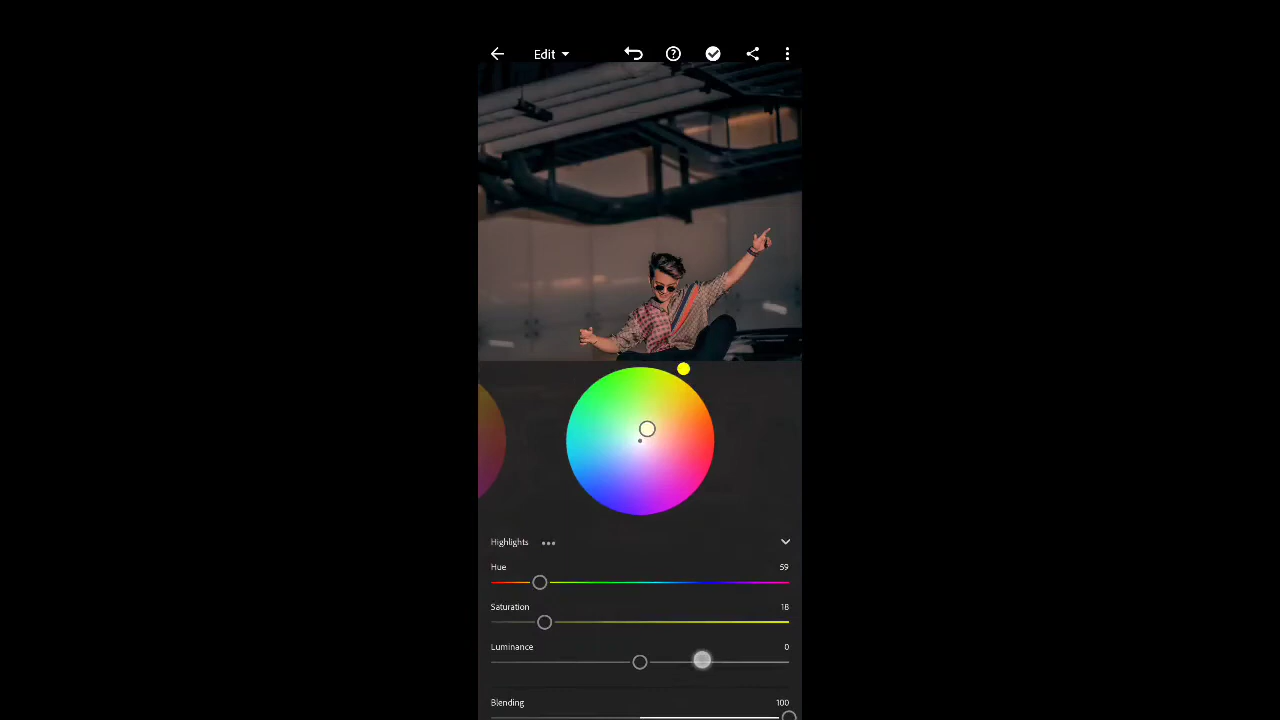 Edit
Highlights
Hue 59
Saturation 18
Luminance 0
Blending 100